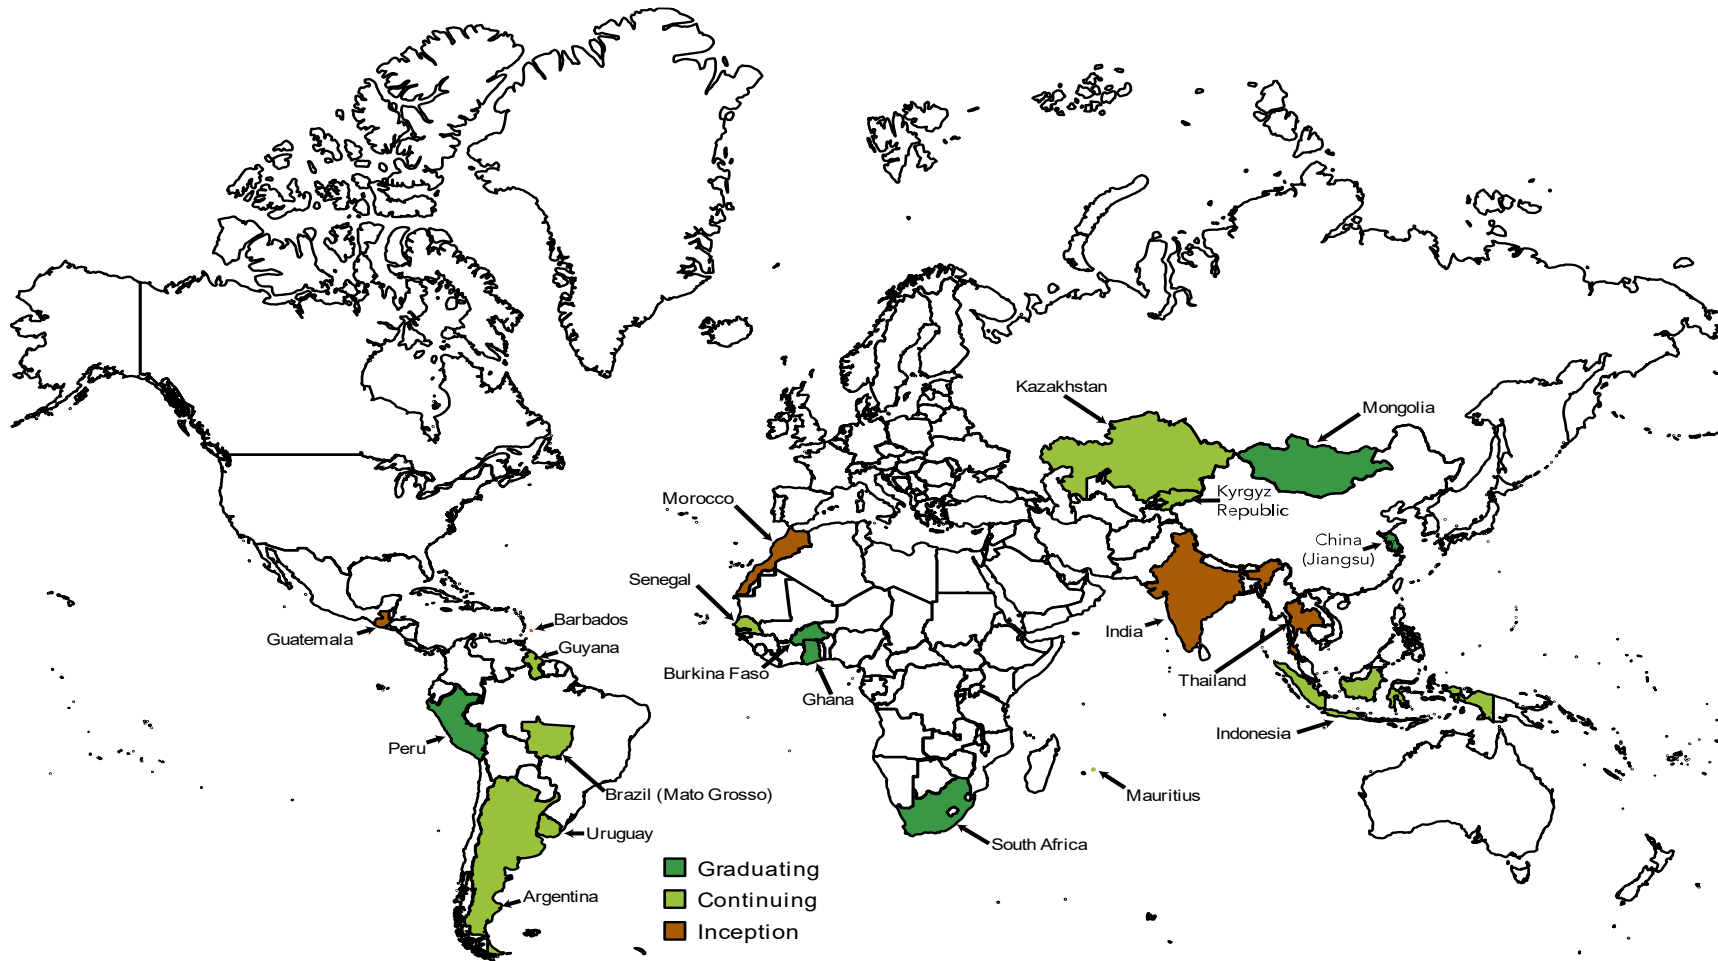 Kazakhstan
Mongolia
Kyrgyz
Republic
Morocco
China
(Jiangsu)
Senegal
Barbados
Guatemala
Guyana
India
Burkina Faso
Thailand
Ghana
Indonesia
Peru
Brazil (Mato Grosso)
Mauritius
Uruguay
South Africa
Argentina
Graduating
Continuing
Inception